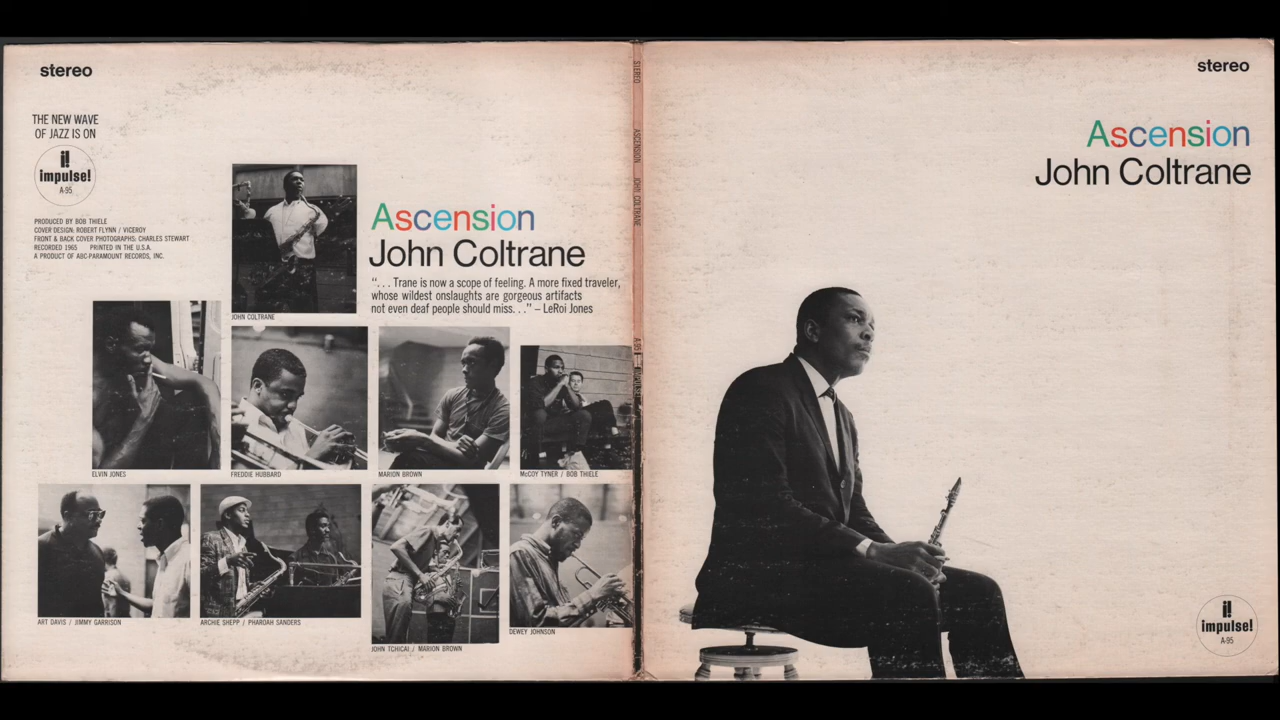 stereo
THE NEW WAVE
OF JAZZ IS ON
i!
impulse!
A-95
PRODUCED BY BOB THIELE
COVER DESIGN: ROBERT FLYNN / VICEROY
FRONT & BACK COVER PHOTOGRAPHS: CHARLES STEWART
RECORDED 1965 PRINTED IN THE U.S.A.
A PRODUCT OF ABC-PARAMOUNT RECORDS, INC.
Ascension
John Coltrane
“. . . Trane is now a scope of feeling. A more fixed traveler,
whose wildest onslaughts are gorgeous artifacts
not even deaf people should miss. . .” – LeRoi Jones
JOHN COLTRANE
ELVIN JONES
FREDDIE HUBBARD
MARION BROWN
McCOY TYNER / BOB THIELE
ART DAVIS / JIMMY GARRISON
ARCHIE SHEPP / PHAROAH SANDERS
JOHN TCHICAI / MARION BROWN
DEWEY JOHNSON
STEREO ASCENSION JOHN COLTRANE A-95 IMPULSE!
stereo
Ascension
John Coltrane
i!
impulse!
A-95